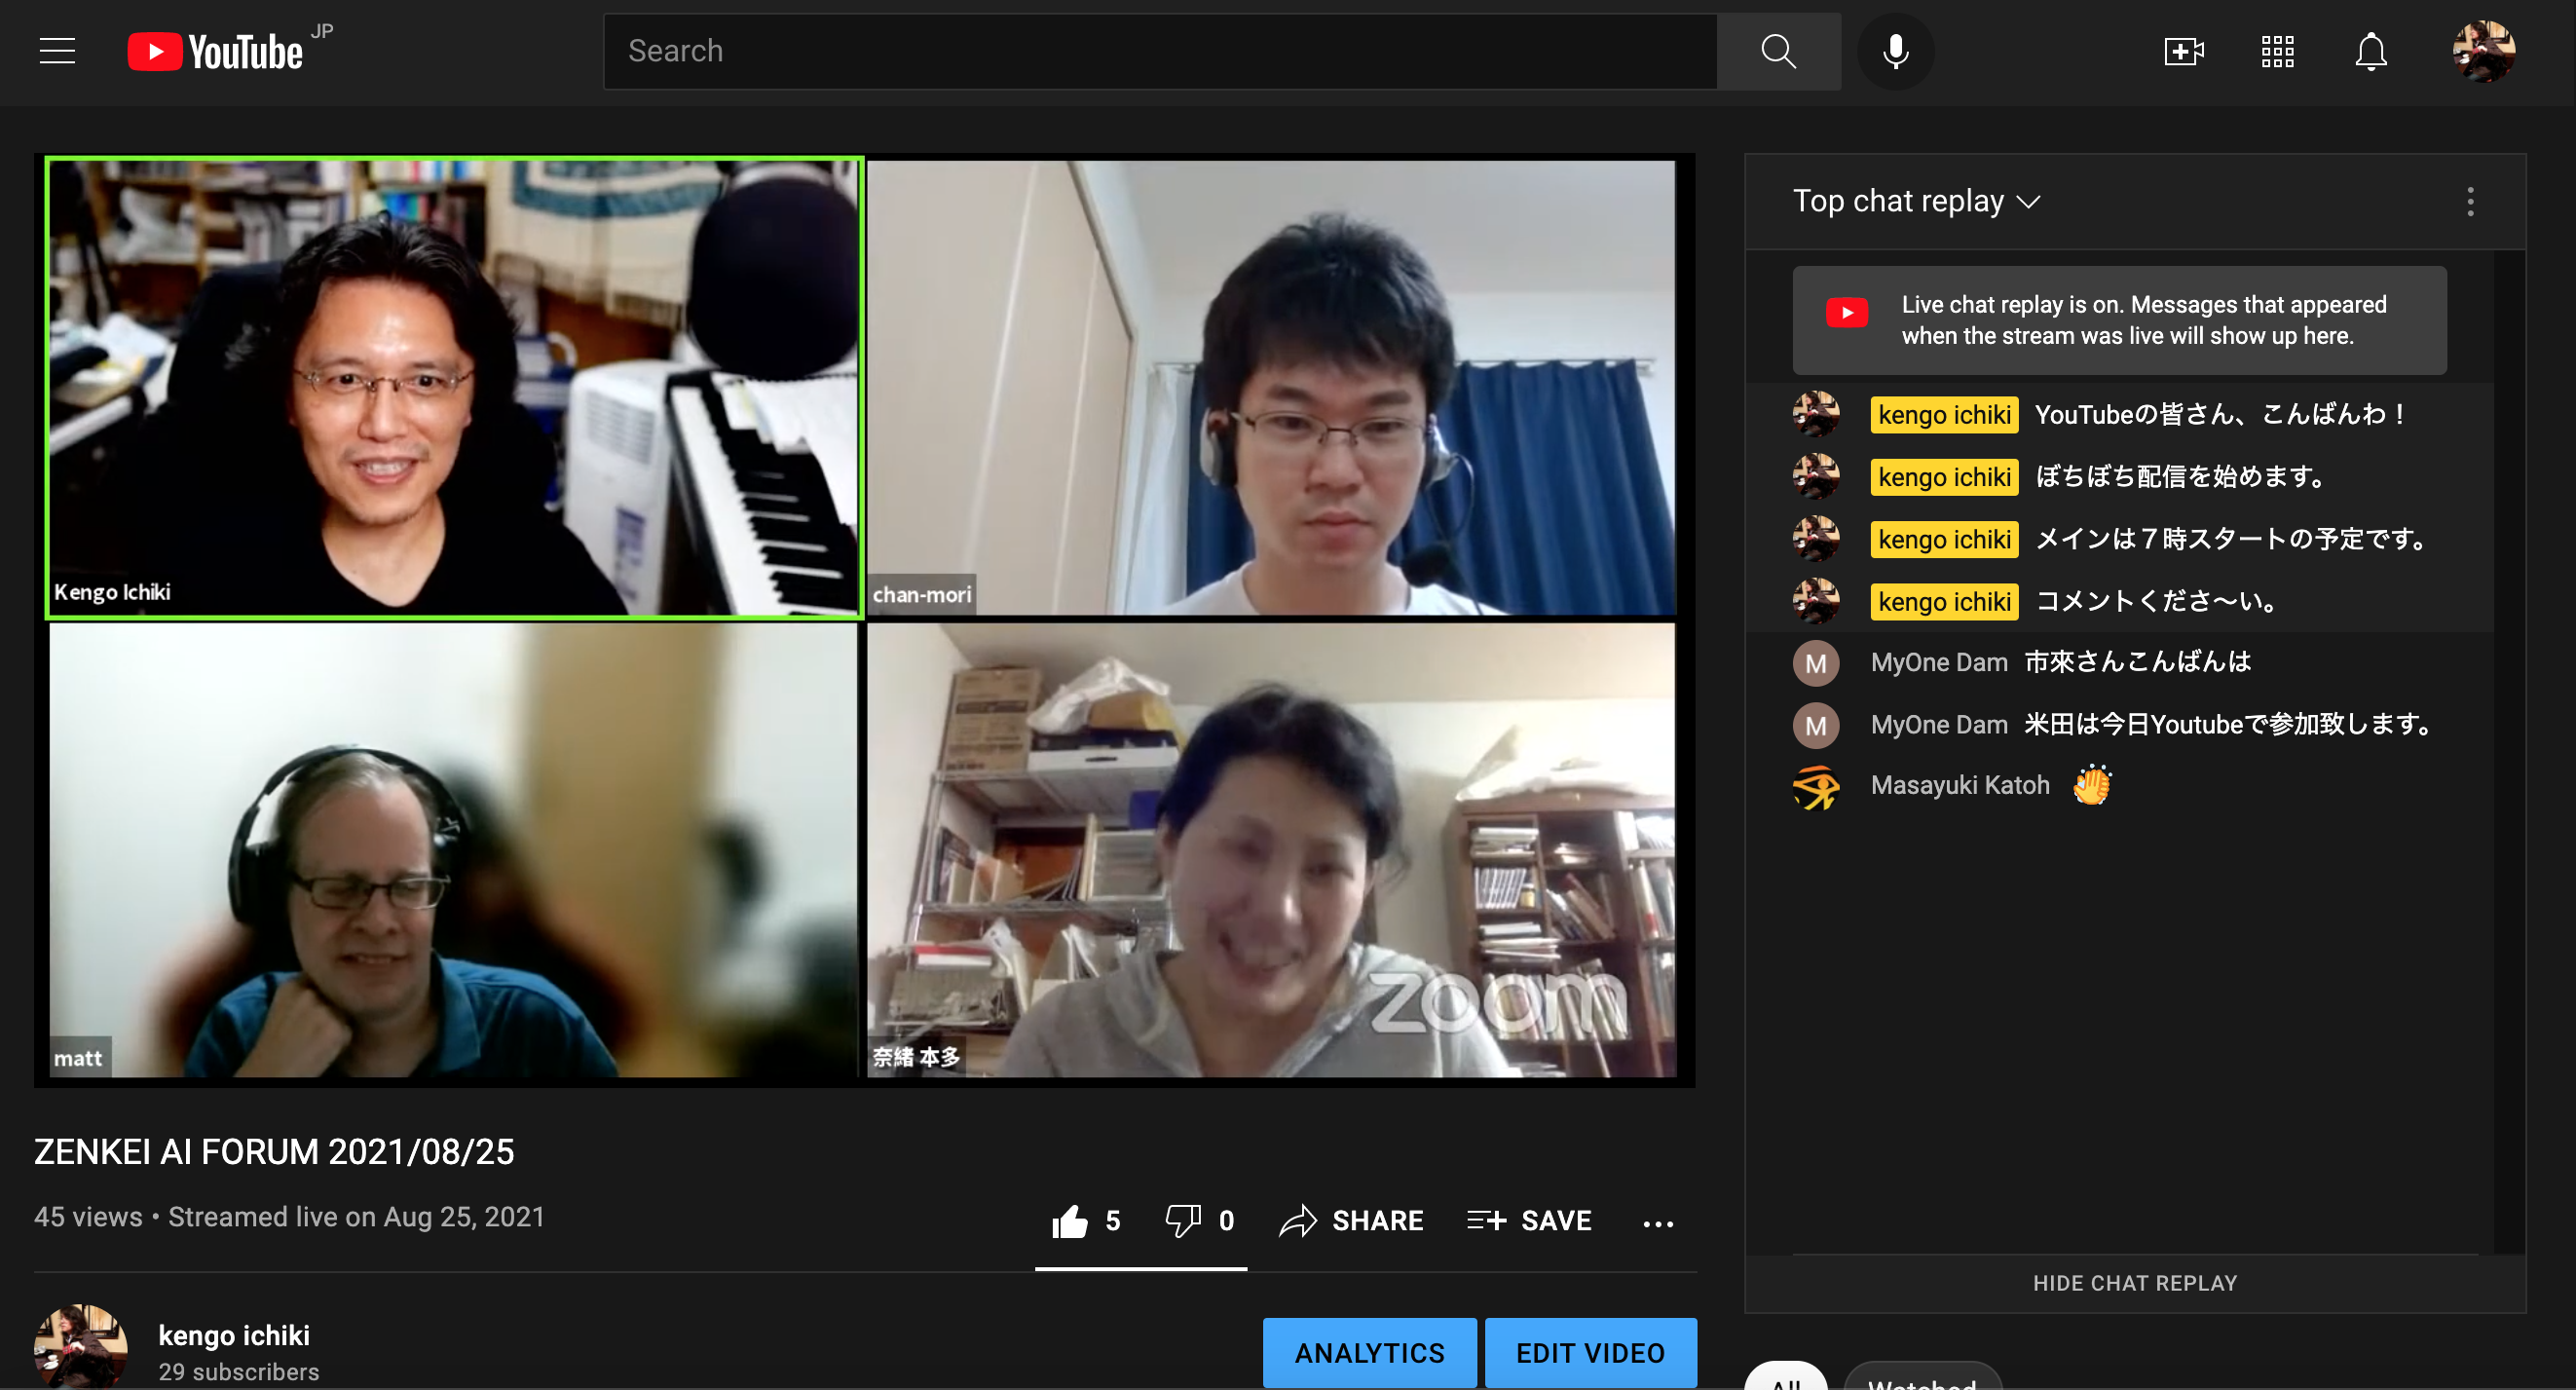 YouTube JP
Search
Kengo Ichiki
chan-mori
matt
奈緒 本多
zoom
ZENKEI AI FORUM 2021/08/25
45 views • Streamed live on Aug 25, 2021
5
0
SHARE
SAVE
kengo ichiki
29 subscribers
ANALYTICS
EDIT VIDEO
Top chat replay
Live chat replay is on. Messages that appeared
when the stream was live will show up here.
kengo ichiki YouTubeの皆さん、こんばんわ！
kengo ichiki ぼちぼち配信を始めます。
kengo ichiki メインは７時スタートの予定です。
kengo ichiki コメントくださ〜い。
M MyOne Dam 市來さんこんばんは
M MyOne Dam 米田は今日Youtubeで参加致します。
Masayuki Katoh 👏
HIDE CHAT REPLAY
All
Watched